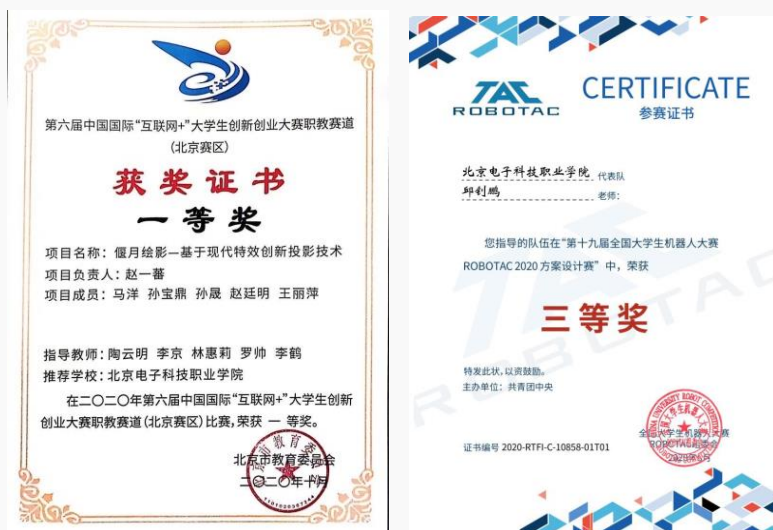 第六届中国国际“互联网+”大学生创新创业大赛职教赛道
(北京赛区)
获奖证书
一等奖
项目名称：偃月绘影—基于现代特效创新投影技术
项目负责人：赵一蕃
项目成员：马洋 孙宝鼎 孙晟 赵廷明 王丽萍
指导教师：陶云明 李京 林惠莉 罗帅 李鹤
推荐学校：北京电子科技职业学院
在二〇二〇年第六届中国国际“互联网+”大学生创新
创业大赛职教赛道(北京赛区)比赛,荣获 一 等奖。
北京市教育委员会
二〇二〇年十月
TAC
ROBOTAC
CERTIFICATE
参赛证书
北京电子科技职业学院 代表队
邱利鹏 老师：
您指导的队伍在“第十九届全国大学生机器人大赛
ROBOTAC 2020 方案设计赛”中，荣获
三等奖
特发此状，以资鼓励。
主办单位：共青团中央
证书编号 2020-RTFI-C-10858-01T01
全国大学生机器人大赛